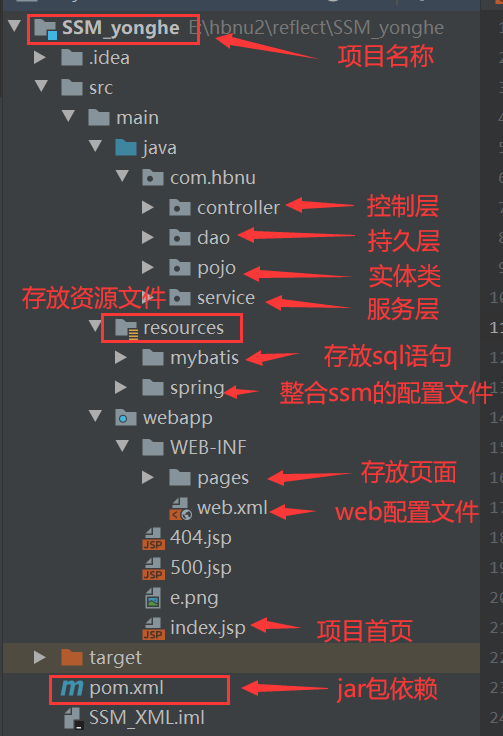 SSM_yonghe E:\hbnu2\reflect\SSM_yonghe
项目名称
.idea
src
main
java
com.hbnu
controller 控制层
dao 持久层
pojo 实体类
存放资源文件 service 服务层
resources
mybatis 存放sql语句
spring 整合ssm的配置文件
webapp
WEB-INF
pages 存放页面
web.xml web配置文件
404.jsp
500.jsp
e.png
index.jsp 项目首页
target
pom.xml jar包依赖
SSM_XML.iml